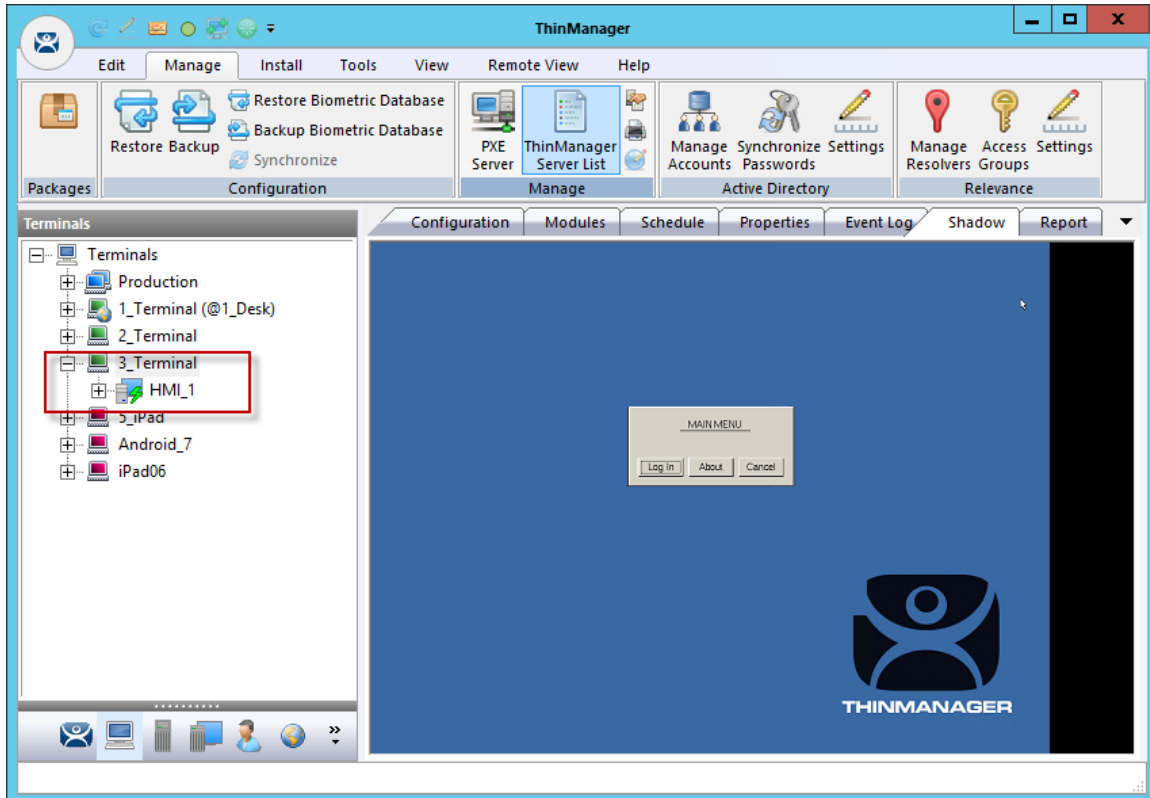 ThinManager
Edit Manage Install Tools View Remote View Help
Restore Backup
Restore Biometric Database
Backup Biometric Database
Synchronize
PXE Server
ThinManager Server List
Manage Accounts
Synchronize Passwords
Settings
Manage Resolvers
Access Groups
Settings
Packages Configuration Manage Active Directory Relevance
Terminals
Configuration Modules Schedule Properties Event Log Shadow Report
Terminals
Production
1_Terminal (@1_Desk)
2_Terminal
3_Terminal
HMI_1
5_iPad
Android_7
iPad06
MAIN MENU
Log In About Cancel
THINMANAGER